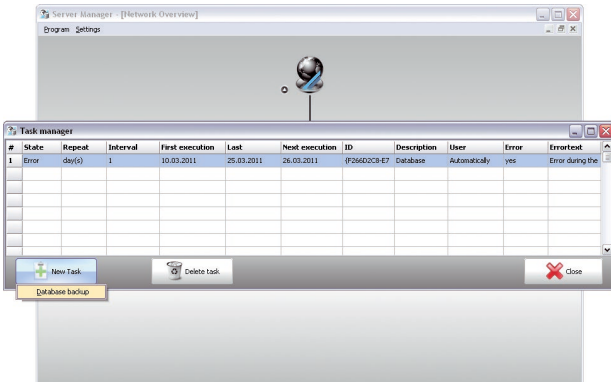 Server Manager - [Network Overview]
Program Settings
Task manager
# State Repeat Interval First execution Last Next execution ID Description User Error Errortext
1 Error day(s) 1 10.03.2011 25.03.2011 26.03.2011 {F266D2C8-E7 Database Automatically yes Error during the
New Task Delete task Close
Database backup